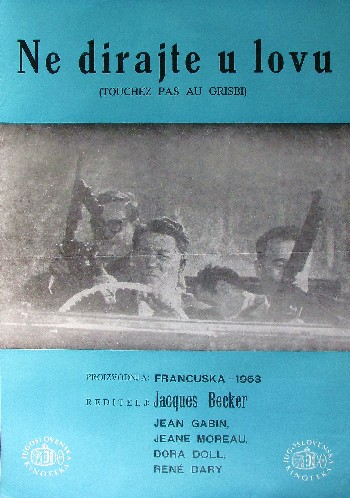 Ne dirajte u lovu
(TOUCHEZ PAS AU GRISBI)
PROIZVODNJA: FRANCUSKA - 1953
REDITELJ: Jacques Becker
JEAN GABIN,
JEANE MOREAU,
DORA DOLL,
RENÉ DARY
JUGOSLOVENSKA KINOTEKA
JUGOSLOVENSKA KINOTEKA